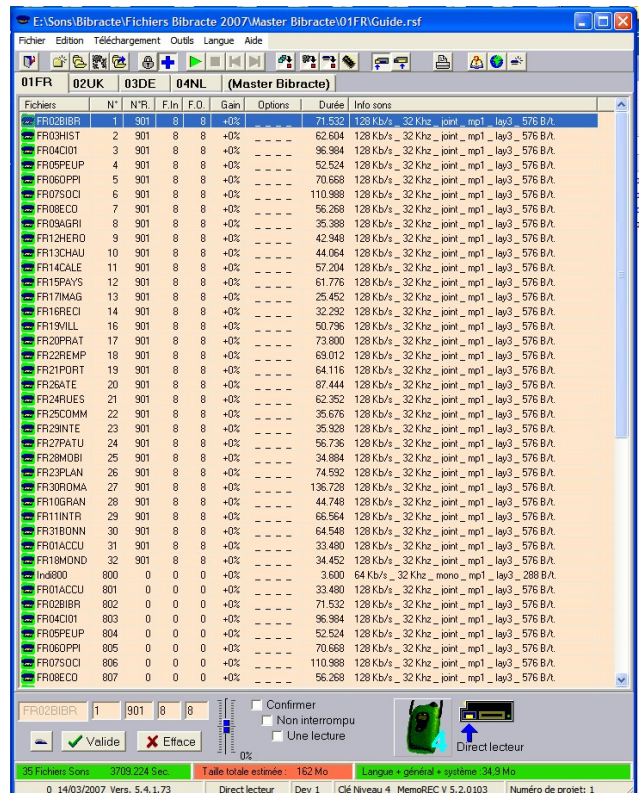 E:\Sons\Bibracte\Fichiers Bibracte 2007\Master Bibracte\01FR\Guide.rsf
Fichier Edition Téléchargement Outils Langue Aide
01FR 02UK 03DE 04NL (Master Bibracte)
Fichiers N° N°R. F.In F.O. Gain Options Durée Info sons
FR02BIBR 1 901 8 8 +0% _ _ _ _ 71.532 128 Kb/s _ 32 Khz _ joint _ mp1 _ lay3 _ 576 B/t.
FR03HIST 2 901 8 8 +0% _ _ _ _ 62.604 128 Kb/s _ 32 Khz _ joint _ mp1 _ lay3 _ 576 B/t.
FR04CI01 3 901 8 8 +0% _ _ _ _ 96.984 128 Kb/s _ 32 Khz _ joint _ mp1 _ lay3 _ 576 B/t.
FR05PEUP 4 901 8 8 +0% _ _ _ _ 52.524 128 Kb/s _ 32 Khz _ joint _ mp1 _ lay3 _ 576 B/t.
FR06OPPI 5 901 8 8 +0% _ _ _ _ 70.668 128 Kb/s _ 32 Khz _ joint _ mp1 _ lay3 _ 576 B/t.
FR07SOCI 6 901 8 8 +0% _ _ _ _ 110.988 128 Kb/s _ 32 Khz _ joint _ mp1 _ lay3 _ 576 B/t.
FR08ECO 7 901 8 8 +0% _ _ _ _ 56.268 128 Kb/s _ 32 Khz _ joint _ mp1 _ lay3 _ 576 B/t.
FR09AGRI 8 901 8 8 +0% _ _ _ _ 35.388 128 Kb/s _ 32 Khz _ joint _ mp1 _ lay3 _ 576 B/t.
FR12HERO 9 901 8 8 +0% _ _ _ _ 42.948 128 Kb/s _ 32 Khz _ joint _ mp1 _ lay3 _ 576 B/t.
FR13CHAU 10 901 8 8 +0% _ _ _ _ 44.064 128 Kb/s _ 32 Khz _ joint _ mp1 _ lay3 _ 576 B/t.
FR14CALE 11 901 8 8 +0% _ _ _ _ 57.204 128 Kb/s _ 32 Khz _ joint _ mp1 _ lay3 _ 576 B/t.
FR15PAYS 12 901 8 8 +0% _ _ _ _ 61.776 128 Kb/s _ 32 Khz _ joint _ mp1 _ lay3 _ 576 B/t.
FR17IMAG 13 901 8 8 +0% _ _ _ _ 25.452 128 Kb/s _ 32 Khz _ joint _ mp1 _ lay3 _ 576 B/t.
FR16RECI 14 901 8 8 +0% _ _ _ _ 32.292 128 Kb/s _ 32 Khz _ joint _ mp1 _ lay3 _ 576 B/t.
FR19VILL 16 901 8 8 +0% _ _ _ _ 50.796 128 Kb/s _ 32 Khz _ joint _ mp1 _ lay3 _ 576 B/t.
FR20PRAT 17 901 8 8 +0% _ _ _ _ 73.800 128 Kb/s _ 32 Khz _ joint _ mp1 _ lay3 _ 576 B/t.
FR22REMP 18 901 8 8 +0% _ _ _ _ 69.012 128 Kb/s _ 32 Khz _ joint _ mp1 _ lay3 _ 576 B/t.
FR21PORT 19 901 8 8 +0% _ _ _ _ 64.116 128 Kb/s _ 32 Khz _ joint _ mp1 _ lay3 _ 576 B/t.
FR26ATE 20 901 8 8 +0% _ _ _ _ 87.444 128 Kb/s _ 32 Khz _ joint _ mp1 _ lay3 _ 576 B/t.
FR24RUES 21 901 8 8 +0% _ _ _ _ 62.352 128 Kb/s _ 32 Khz _ joint _ mp1 _ lay3 _ 576 B/t.
FR25COMM 22 901 8 8 +0% _ _ _ _ 35.676 128 Kb/s _ 32 Khz _ joint _ mp1 _ lay3 _ 576 B/t.
FR29INTE 23 901 8 8 +0% _ _ _ _ 35.928 128 Kb/s _ 32 Khz _ joint _ mp1 _ lay3 _ 576 B/t.
FR27PATU 24 901 8 8 +0% _ _ _ _ 56.736 128 Kb/s _ 32 Khz _ joint _ mp1 _ lay3 _ 576 B/t.
FR28MOBI 25 901 8 8 +0% _ _ _ _ 34.884 128 Kb/s _ 32 Khz _ joint _ mp1 _ lay3 _ 576 B/t.
FR23PLAN 26 901 8 8 +0% _ _ _ _ 74.592 128 Kb/s _ 32 Khz _ joint _ mp1 _ lay3 _ 576 B/t.
FR30ROMA 27 901 8 8 +0% _ _ _ _ 136.728 128 Kb/s _ 32 Khz _ joint _ mp1 _ lay3 _ 576 B/t.
FR10GRAN 28 901 8 8 +0% _ _ _ _ 44.748 128 Kb/s _ 32 Khz _ joint _ mp1 _ lay3 _ 576 B/t.
FR11INTR 29 901 8 8 +0% _ _ _ _ 66.564 128 Kb/s _ 32 Khz _ joint _ mp1 _ lay3 _ 576 B/t.
FR31BONN 30 901 8 8 +0% _ _ _ _ 64.548 128 Kb/s _ 32 Khz _ joint _ mp1 _ lay3 _ 576 B/t.
FR01ACCU 31 901 8 8 +0% _ _ _ _ 33.480 128 Kb/s _ 32 Khz _ joint _ mp1 _ lay3 _ 576 B/t.
FR18MOND 32 901 8 8 +0% _ _ _ _ 34.452 128 Kb/s _ 32 Khz _ joint _ mp1 _ lay3 _ 576 B/t.
Indi800 800 0 0 0 +0% _ _ _ _ 3.600 64 Kb/s _ 32 Khz _ mono _ mp1 _ lay3 _ 288 B/t.
FR01ACCU 801 0 0 0 +0% _ _ _ _ 33.480 128 Kb/s _ 32 Khz _ joint _ mp1 _ lay3 _ 576 B/t.
FR02BIBR 802 0 0 0 +0% _ _ _ _ 71.532 128 Kb/s _ 32 Khz _ joint _ mp1 _ lay3 _ 576 B/t.
FR04CI01 803 0 0 0 +0% _ _ _ _ 96.984 128 Kb/s _ 32 Khz _ joint _ mp1 _ lay3 _ 576 B/t.
FR05PEUP 804 0 0 0 +0% _ _ _ _ 52.524 128 Kb/s _ 32 Khz _ joint _ mp1 _ lay3 _ 576 B/t.
FR06OPPI 805 0 0 0 +0% _ _ _ _ 70.668 128 Kb/s _ 32 Khz _ joint _ mp1 _ lay3 _ 576 B/t.
FR07SOCI 806 0 0 0 +0% _ _ _ _ 110.988 128 Kb/s _ 32 Khz _ joint _ mp1 _ lay3 _ 576 B/t.
FR08ECO 807 0 0 0 +0% _ _ _ _ 56.268 128 Kb/s _ 32 Khz _ joint _ mp1 _ lay3 _ 576 B/t.
FR02BIBR 1 901 8 8
Confirmer
Non interrompu
Une lecture
Valide Efface
0%
4
Direct lecteur
35 Fichiers Sons 3709.224 Sec. Taille totale estimée : 162 Mo Langue + général + système :34,9 Mo
0 14/03/2007 Vers. 5.4.1.73 Direct lecteur Dev 1 Clé Niveau 4 MemoREC V 5.2.0103 Numéro de projet: 1